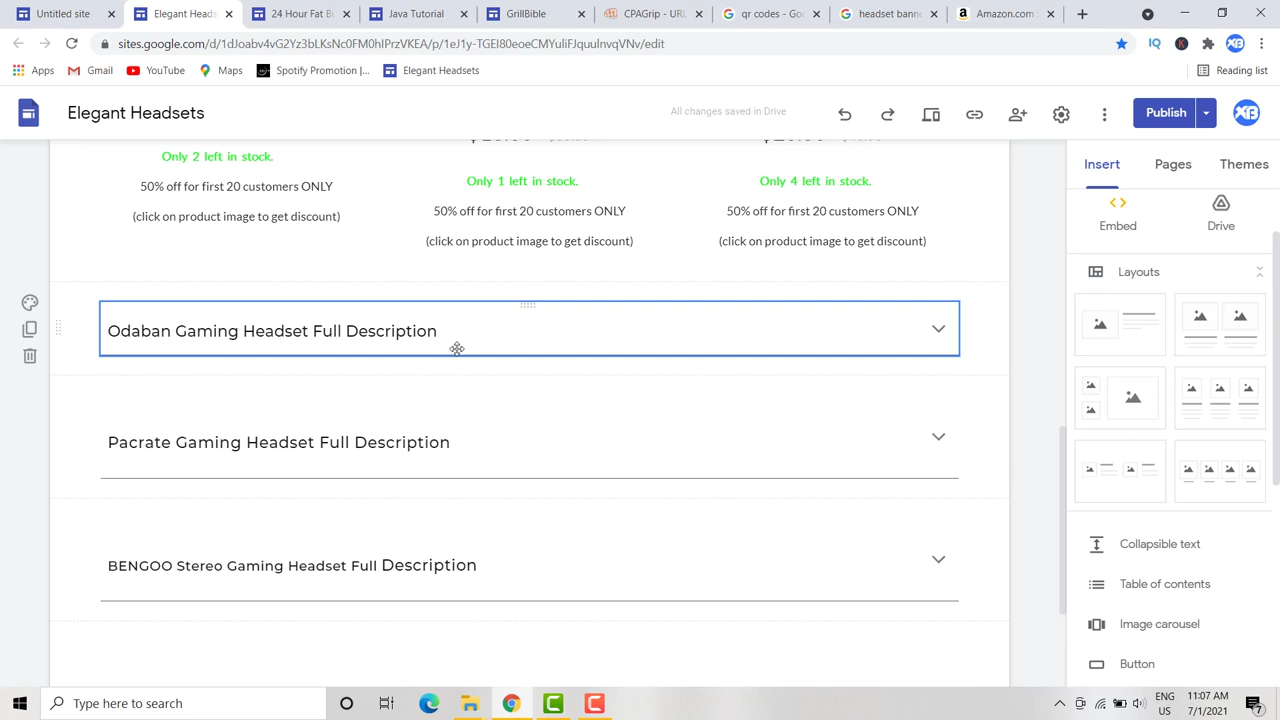 Untitled site
Elegant Heads
24 Hour Fat Bu
Java Tutorial
GrillBible
CPAGrip - URL
qr codes - Goo
headset banne
Amazon.com
sites.google.com/d/1dJoabv4vG2Yz3bLKsNc0FM0hIPrzVKEA/p/1eJ1y-TGEI80eoeCMYuliFJquulnvqVNv/edit
Apps
Gmail
YouTube
Maps
Spotify Promotion |...
Elegant Headsets
Reading list
Elegant Headsets
All changes saved in Drive
Publish
Insert
Pages
Themes
Only 2 left in stock.
50% off for first 20 customers ONLY
(click on product image to get discount)
Only 1 left in stock.
50% off for first 20 customers ONLY
(click on product image to get discount)
Only 4 left in stock.
50% off for first 20 customers ONLY
(click on product image to get discount)
Odaban Gaming Headset Full Description
Pacrate Gaming Headset Full Description
BENGOO Stereo Gaming Headset Full Description
Embed
Drive
Layouts
Collapsible text
Table of contents
Image carousel
Button
Type here to search
ENG
US
11:07 AM
7/1/2021
7